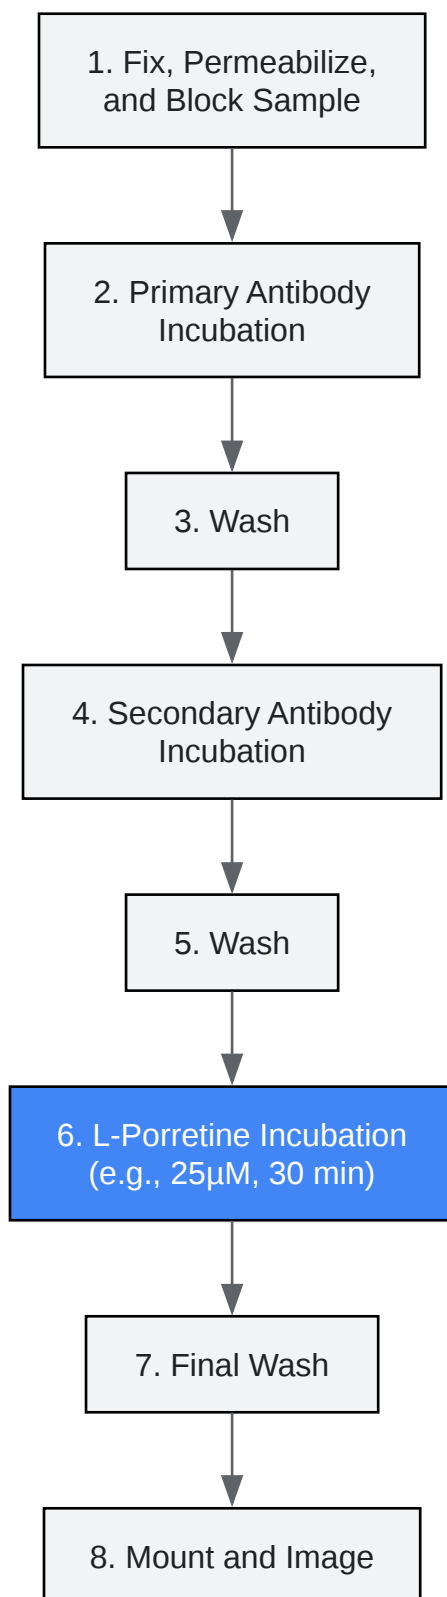 1. Fix, Permeabilize,
and Block Sample
2. Primary Antibody
Incubation
3. Wash
4. Secondary Antibody
Incubation
5. Wash
6. L-Porretine Incubation
(e.g., 25µM, 30 min)
7. Final Wash
8. Mount and Image